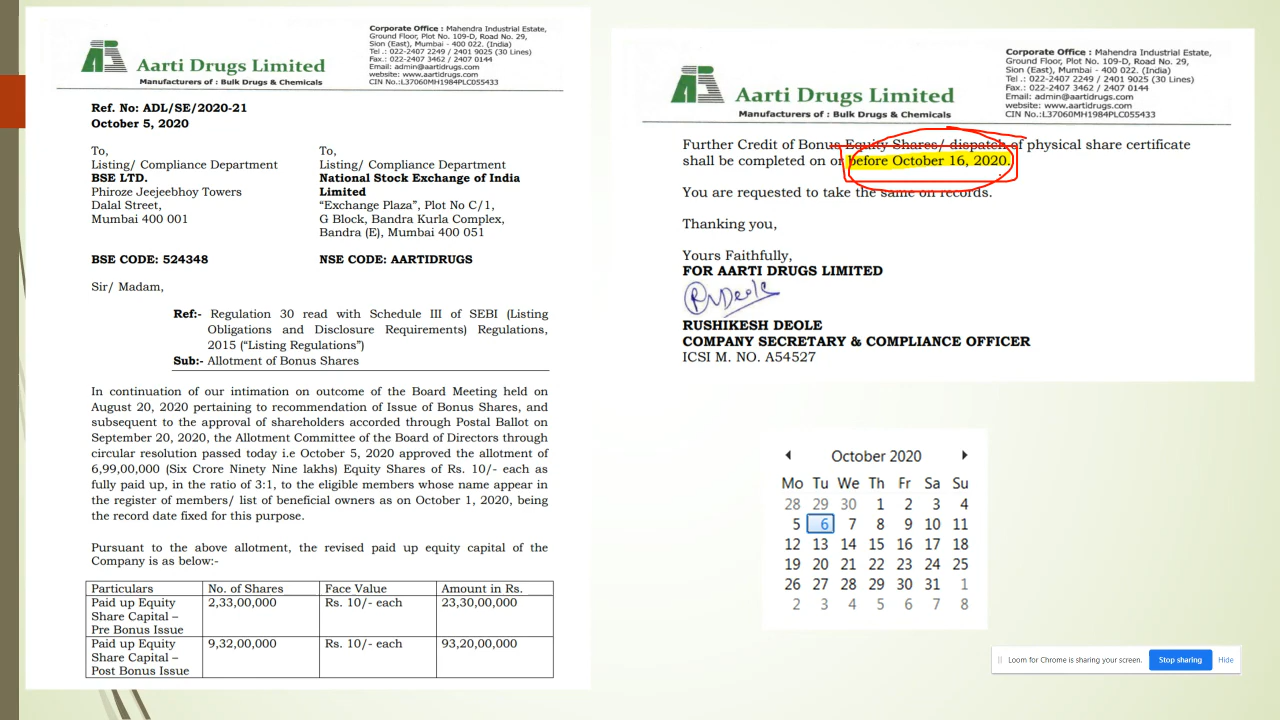 Corporate Office : Mahendra Industrial Estate,
Ground Floor, Plot No. 109-D, Road No. 29,
Sion (East), Mumbai - 400 022. (India)
Tel .: 022-2407 2249 / 2401 9025 (30 Lines)
Fax.: 022-2407 3462 / 2407 0144
Email: admin@aartidrugs.com
website: www.aartidrugs.com
CIN No.:L37060MH1984PLC055433
Aarti Drugs Limited
Manufacturers of : Bulk Drugs & Chemicals
Ref. No: ADL/SE/2020-21
October 5, 2020
To,
Listing/ Compliance Department
BSE LTD.
Phiroze Jeejeebhoy Towers
Dalal Street,
Mumbai 400 001
To,
Listing/ Compliance Department
National Stock Exchange of India
Limited
“Exchange Plaza”, Plot No C/1,
G Block, Bandra Kurla Complex,
Bandra (E), Mumbai 400 051
BSE CODE: 524348
NSE CODE: AARTIDRUGS
Sir/ Madam,
Ref:- Regulation 30 read with Schedule III of SEBI (Listing
Obligations and Disclosure Requirements) Regulations,
2015 (“Listing Regulations”)
Sub:- Allotment of Bonus Shares
In continuation of our intimation on outcome of the Board Meeting held on
August 20, 2020 pertaining to recommendation of Issue of Bonus Shares, and
subsequent to the approval of shareholders accorded through Postal Ballot on
September 20, 2020, the Allotment Committee of the Board of Directors through
circular resolution passed today i.e October 5, 2020 approved the allotment of
6,99,00,000 (Six Crore Ninety Nine lakhs) Equity Shares of Rs. 10/- each as
fully paid up, in the ratio of 3:1, to the eligible members whose name appear in
the register of members/ list of beneficial owners as on October 1, 2020, being
the record date fixed for this purpose.
Pursuant to the above allotment, the revised paid up equity capital of the
Company is as below:-
Particulars No. of Shares Face Value Amount in Rs.
Paid up Equity 2,33,00,000 Rs. 10/- each 23,30,00,000
Share Capital –
Pre Bonus Issue
Paid up Equity 9,32,00,000 Rs. 10/- each 93,20,00,000
Share Capital –
Post Bonus Issue
Corporate Office : Mahendra Industrial Estate,
Ground Floor, Plot No. 109-D, Road No. 29,
Sion (East), Mumbai - 400 022. (India)
Tel .: 022-2407 2249 / 2401 9025 (30 Lines)
Fax.: 022-2407 3462 / 2407 0144
Email: admin@aartidrugs.com
website: www.aartidrugs.com
CIN No.:L37060MH1984PLC055433
Aarti Drugs Limited
Manufacturers of : Bulk Drugs & Chemicals
Further Credit of Bonus Equity Shares/ dispatch of physical share certificate
shall be completed on or before October 16, 2020.
You are requested to take the same on records.
Thanking you,
Yours Faithfully,
FOR AARTI DRUGS LIMITED
RUSHIKESH DEOLE
COMPANY SECRETARY & COMPLIANCE OFFICER
ICSI M. NO. A54527
October 2020
Mo Tu We Th Fr Sa Su
28 29 30 1 2 3 4
5 6 7 8 9 10 11
12 13 14 15 16 17 18
19 20 21 22 23 24 25
26 27 28 29 30 31 1
2 3 4 5 6 7 8
Loom for Chrome is sharing your screen. Stop sharing Hide